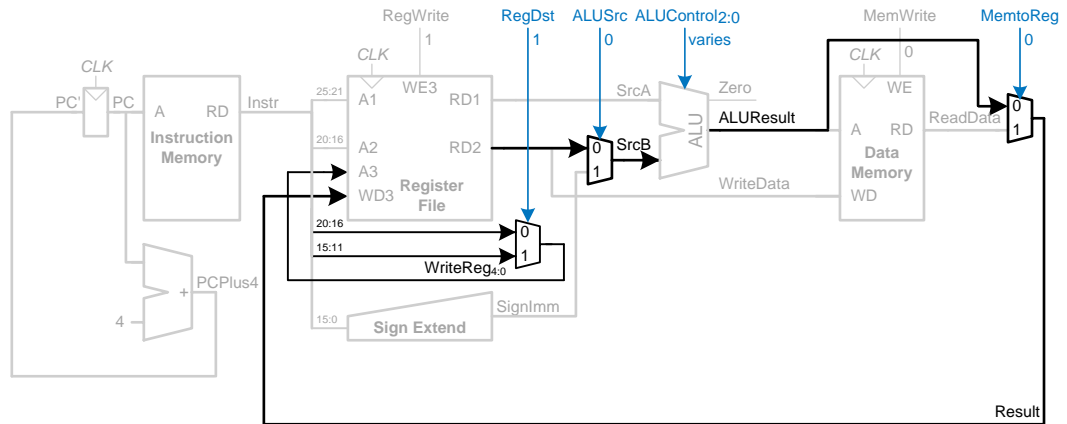 RegWrite RegDst ALUSrc ALUControl2:0 MemWrite MemtoReg
1 1 0 varies 0 0
CLK CLK CLK
PC' PC A RD Instr 25:21 A1 WE3 RD1 SrcA Zero WE
Instruction
Memory
20:16 A2 RD2 0 SrcB ALU ALUResult A RD ReadData 0
1 1
A3
WD3 Register
File
Data
Memory
WriteData WD
20:16 0
15:11 1
WriteReg4:0
PCPlus4
+
4
15:0 Sign Extend SignImm
Result